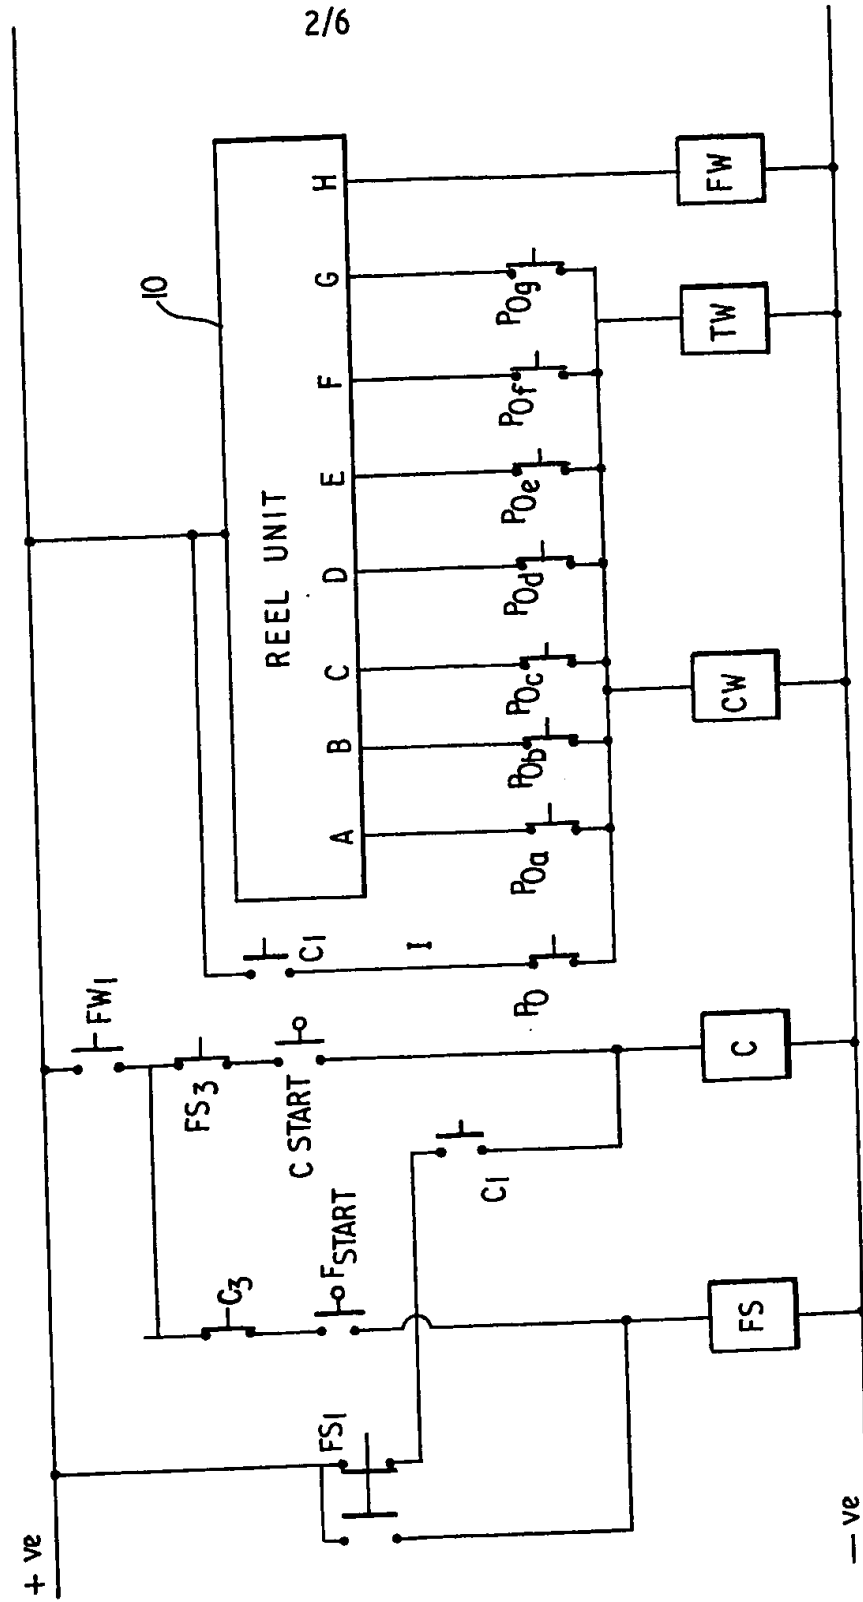 2/6
+ ve
FS1
C3
FSTART
FW1
FS3
C START
C1
C1
I
P0
10
REEL UNIT
A B C D E F G H
P0a
P0b
P0c
P0d
P0e
P0f
P0g
FS
C
CW
TW
FW
– ve